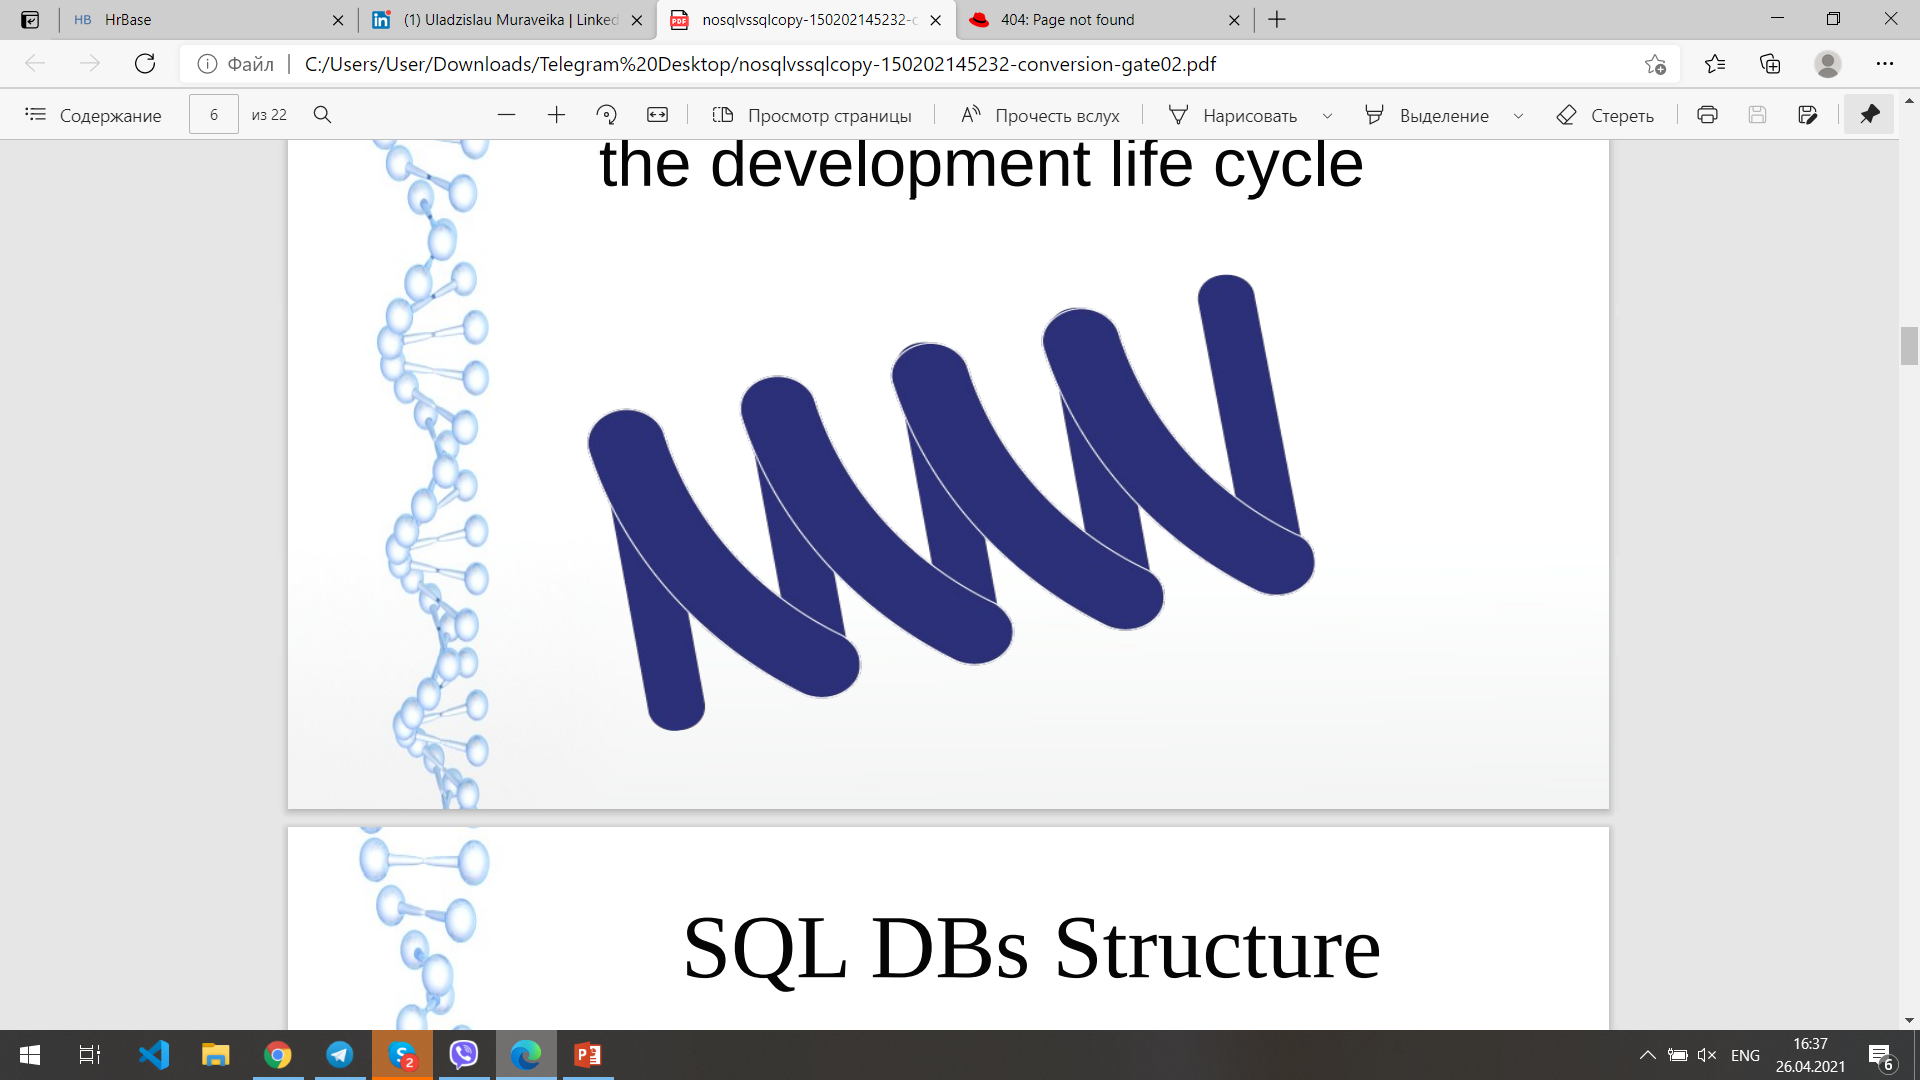 HB HrBase
(1) Uladzislau Muraveika | Linked
nosqlvssqlcopy-150202145232-c
404: Page not found
Файл
C:/Users/User/Downloads/Telegram%20Desktop/nosqlvssqlcopy-150202145232-conversion-gate02.pdf
Содержание
6 из 22
Просмотр страницы
Прочесть вслух
Нарисовать
Выделение
Стереть
the development life cycle
SQL DBs Structure
2
ENG
16:37
26.04.2021
6